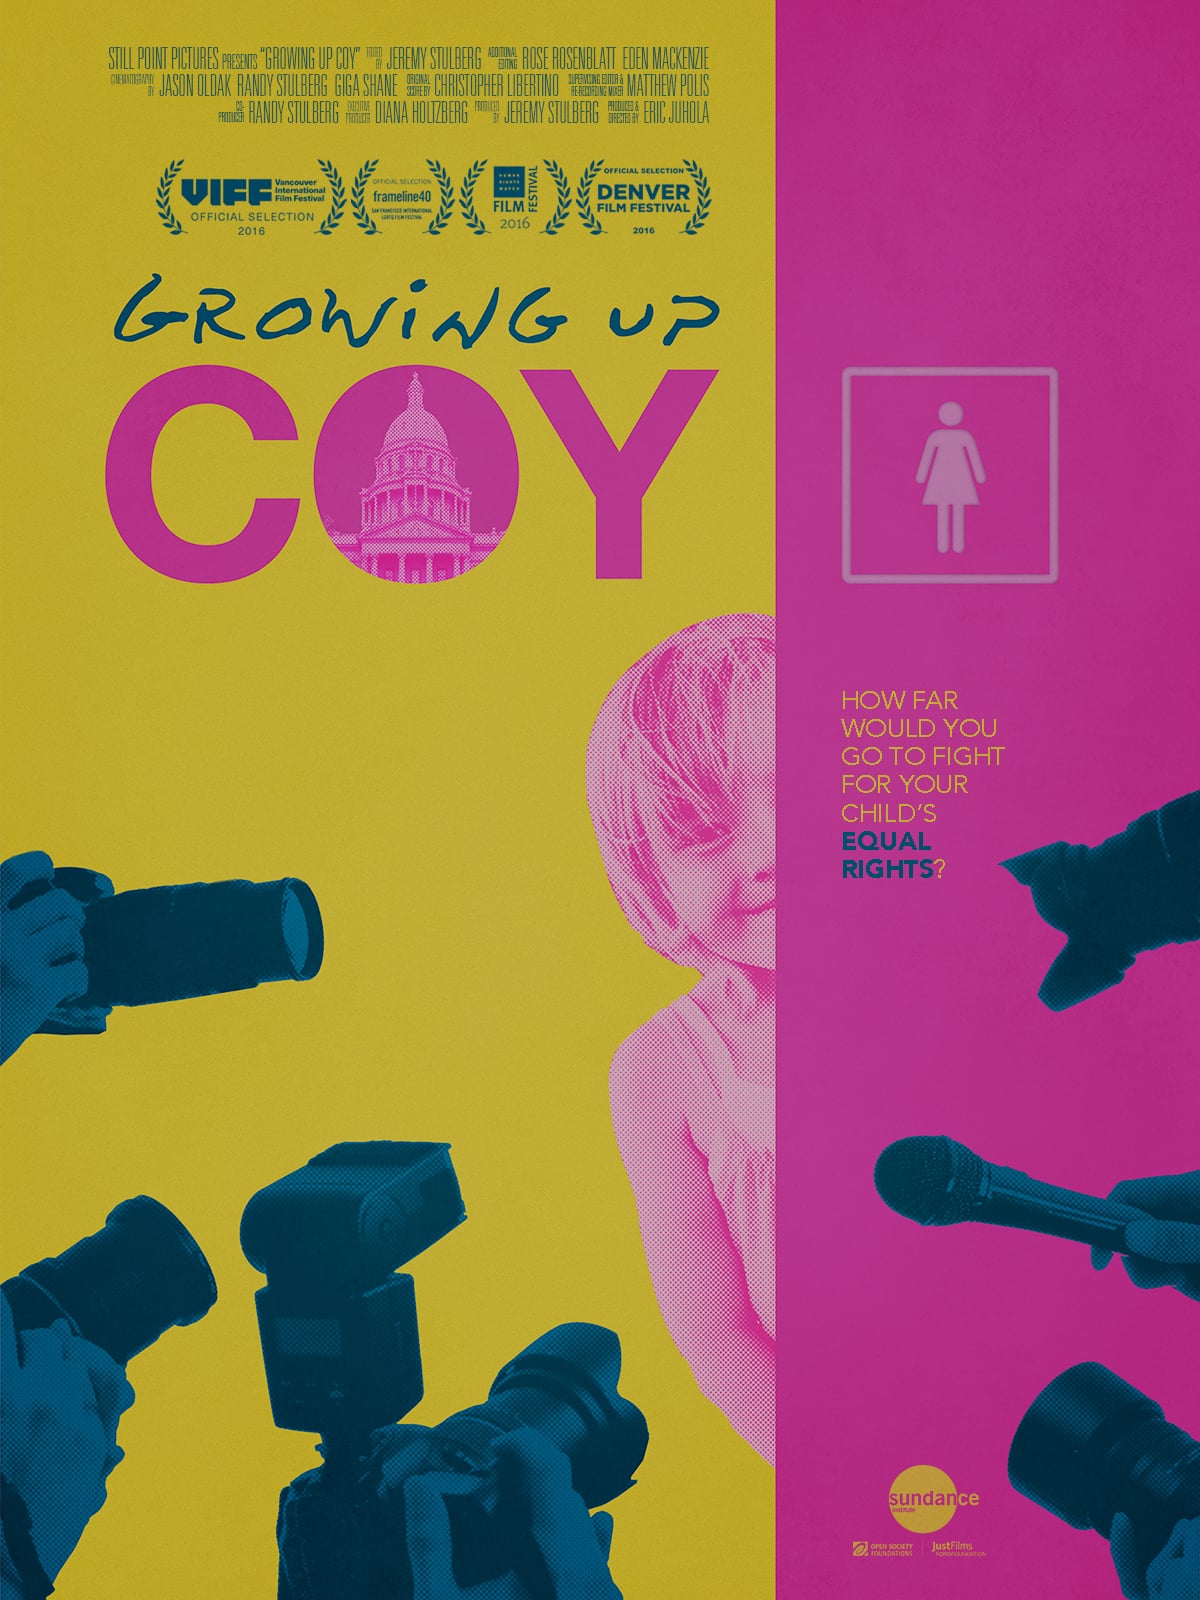 STILL POINT PICTURES PRESENTS "GROWING UP COY" EDITED BY JEREMY STULBERG ADDITIONAL EDITING ROSE ROSENBLATT EDEN MACKENZIE
CINEMATOGRAPHY BY JASON OLDAK RANDY STULBERG GIGA SHANE ORIGINAL SCORE BY CHRISTOPHER LIBERTINO SUPERVISING EDITOR & RE-RECORDING MIXER MATTHEW POLIS
CO-PRODUCER RANDY STULBERG EXECUTIVE PRODUCER DIANA HOLTZBERG PRODUCED BY JEREMY STULBERG PRODUCED & DIRECTED BY ERIC JUHOLA
VIFF Vancouver International Film Festival
OFFICIAL SELECTION
2016
OFFICIAL SELECTION
frameline40
SAN FRANCISCO INTERNATIONAL
LGBTQ FILM FESTIVAL
HUMAN
RIGHTS
WATCH
FILM
FESTIVAL
2016
OFFICIAL SELECTION
DENVER
FILM FESTIVAL
2016
GROWING UP
COY
HOW FAR
WOULD YOU
GO TO FIGHT
FOR YOUR
CHILD'S
EQUAL
RIGHTS?
sundance
institute
OPEN SOCIETY
FOUNDATIONS
JustFilms
FORDFOUNDATION